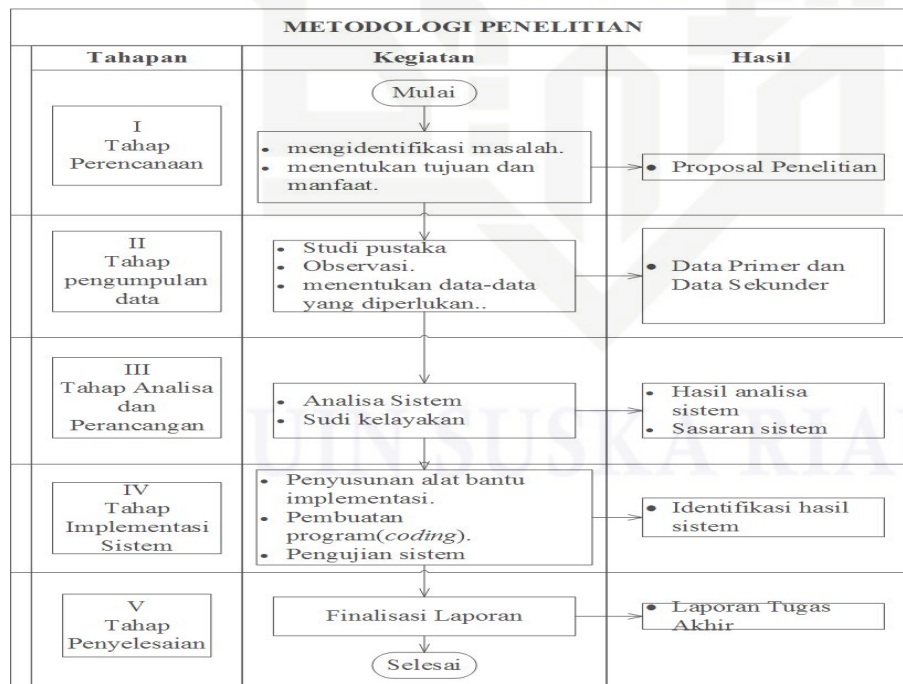 METODOLOGI PENELITIAN
Tahapan
Kegiatan
Hasil
Mulai
I
Tahap
Perencanaan
• mengidentifikasi masalah.
• menentukan tujuan dan
manfaat.
• Proposal Penelitian
II
Tahap
pengumpulan
data
• Studi pustaka
• Observasi.
• menentukan data-data
yang diperlukan..
• Data Primer dan
Data Sekunder
III
Tahap Analisa
dan
Perancangan
• Analisa Sistem
• Sudi kelayakan
• Hasil analisa
sistem
• Sasaran sistem
UIN SUSKA RIAU
IV
Tahap
Implementasi
Sistem
• Penyusunan alat bantu
implementasi.
• Pembuatan
program(coding).
• Pengujian sistem
• Identifikasi hasil
sistem
V
Tahap
Penyelesaian
Finalisasi Laporan
• Laporan Tugas
Akhir
Selesai